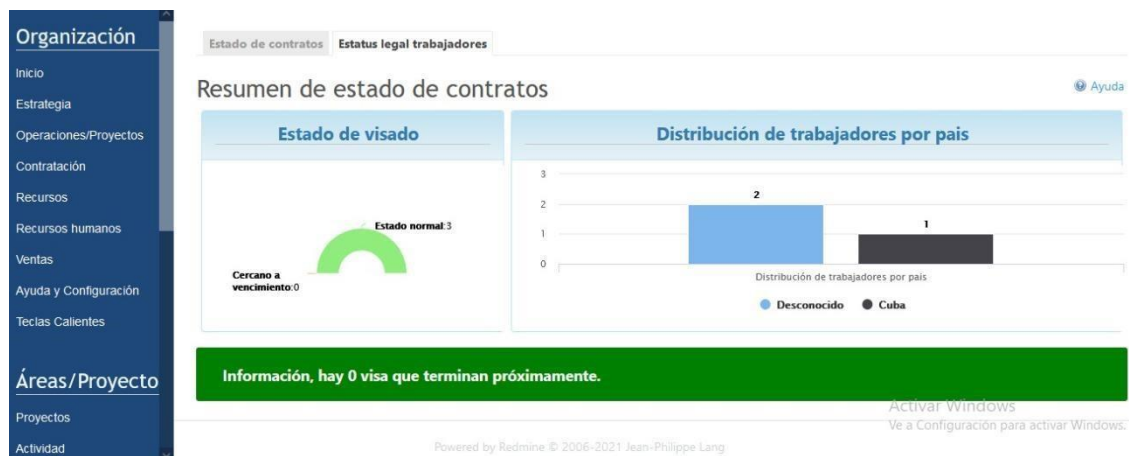 Organización
Inicio
Estrategia
Operaciones/Proyectos
Contratación
Recursos
Recursos humanos
Ventas
Ayuda y Configuración
Teclas Calientes
Áreas/Proyecto
Proyectos
Actividad
Estado de contratos Estatus legal trabajadores
Resumen de estado de contratos
Ayuda
Estado de visado
Estado normal:3
Cercano a
vencimiento:0
Distribución de trabajadores por pais
3
2
1
0
2
1
Distribución de trabajadores por pais
Desconocido Cuba
Información, hay 0 visa que terminan próximamente.
Activar Windows
Ve a Configuración para activar Windows.
Powered by Redmine © 2006-2021 Jean-Philippe Lang